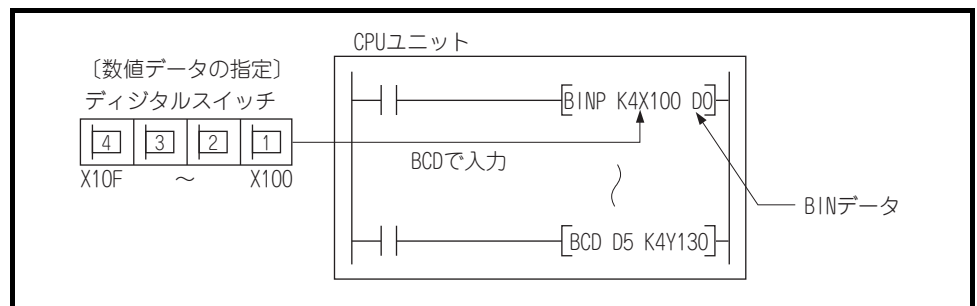 CPUユニット
〔数値データの指定〕
ディジタルスイッチ
BINP K4X100 D0
4 3 2 1
X10F ～ X100
BCDで入力
BINデータ
BCD D5 K4Y130